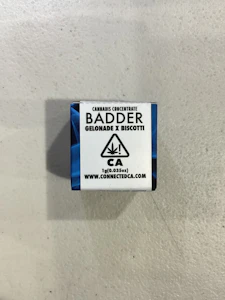 CANNABIS CONCENTRATE
BADDER
GELONADE X BISCOTTI
!
CA
1g(0.035oz)
WWW.CONNECTEDCA.COM